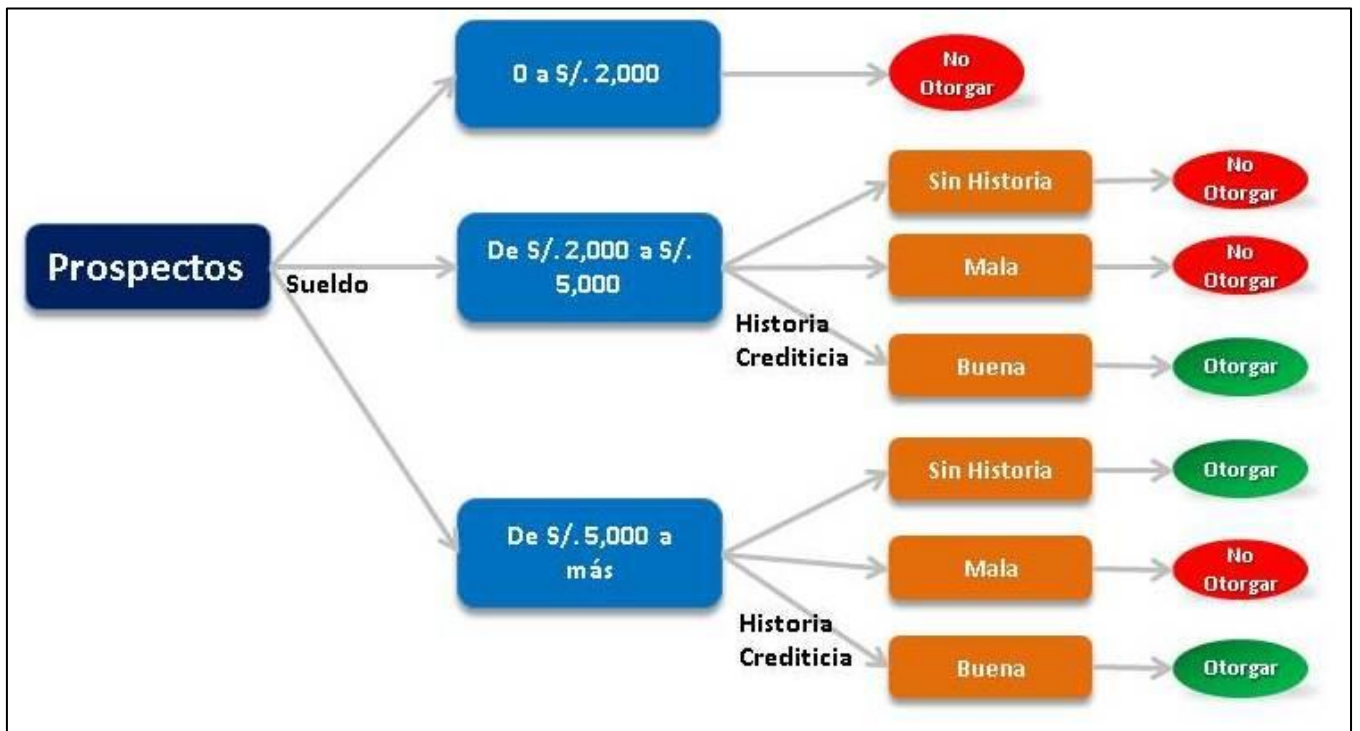 Prospectos
Sueldo
0 a S/. 2,000
No
Otorgar
De S/. 2,000 a S/.
5,000
Historia
Crediticia
Sin Historia
No
Otorgar
Mala
No
Otorgar
Buena
Otorgar
De S/. 5,000 a
más
Historia
Crediticia
Sin Historia
Otorgar
Mala
No
Otorgar
Buena
Otorgar